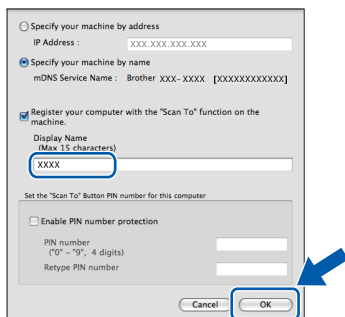 Specify your machine by address
IP Address : XXX.XXX.XXX.XXX
Specify your machine by name
mDNS Service Name : Brother XXX- XXXX [XXXXXXXXXXXX]
Register your computer with the "Scan To" function on the
machine.
Display Name
(Max 15 characters)
XXXX
Set the "Scan To" Button PIN number for this computer
Enable PIN number protection
PIN number
("0" – "9", 4 digits)
Retype PIN number
Cancel OK